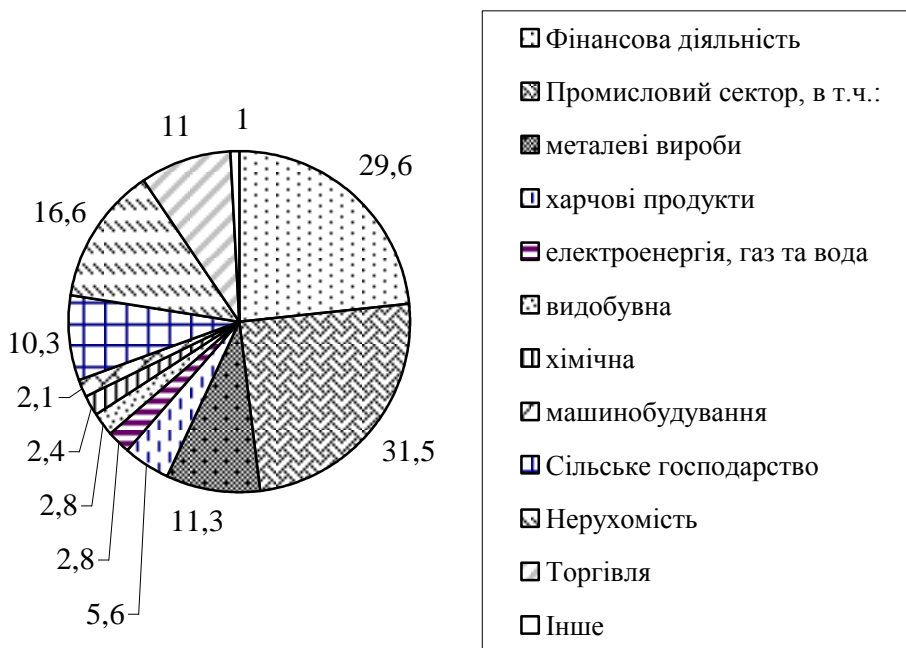 1
11
29,6
16,6
10,3
2,1
2,4
31,5
2,8
11,3
2,8
5,6
Фінансова діяльність
Промисловий сектор, в т.ч.:
металеві вироби
харчові продукти
електроенергія, газ та вода
видобувна
хімічна
машинобудування
Сільське господарство
Нерухомість
Торгівля
Інше